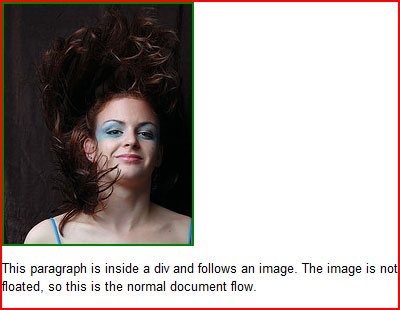 This paragraph is inside a div and follows an image. The image is not
floated, so this is the normal document flow.